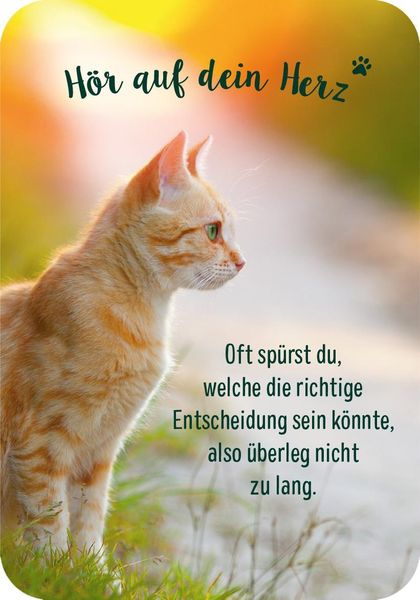 Hör auf dein Herz
Oft spürst du,
welche die richtige
Entscheidung sein könnte,
also überleg nicht
zu lang.